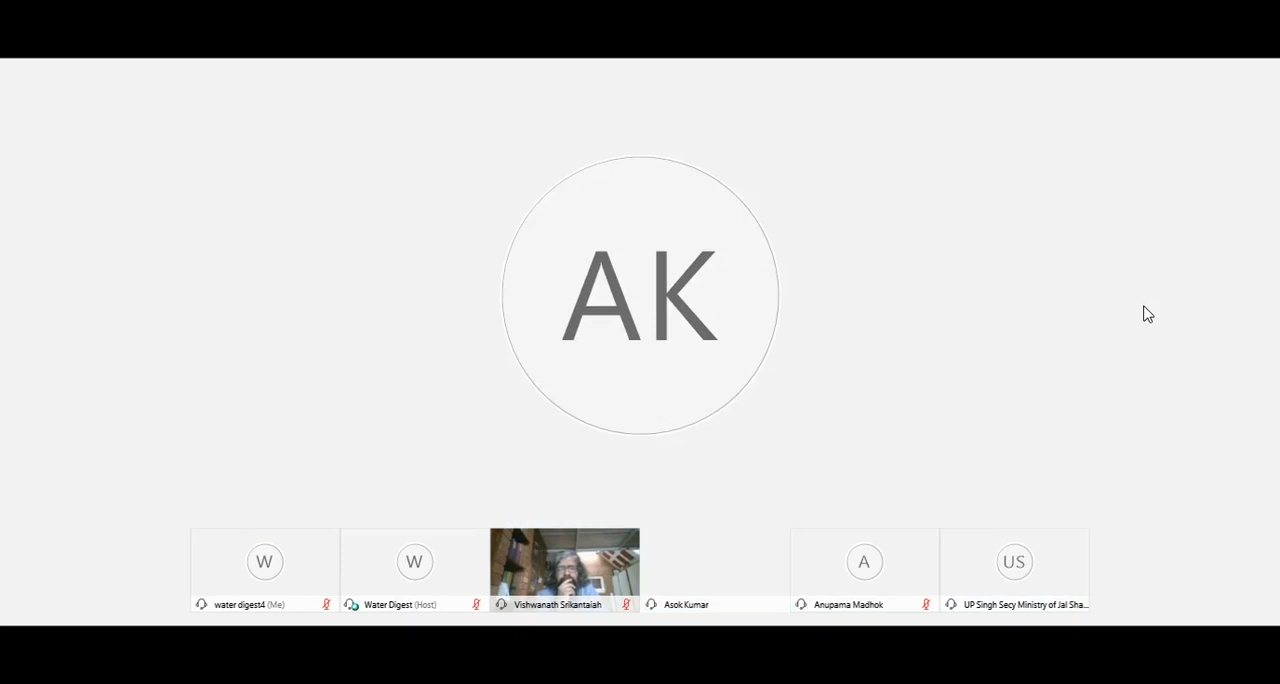 AK
W
W
A
US
water digest4 (Me)
Water Digest (Host)
Vishwanath Srikantaiah
Asok Kumar
Anupama Madhok
UP Singh Secy Ministry of Jal Sha...